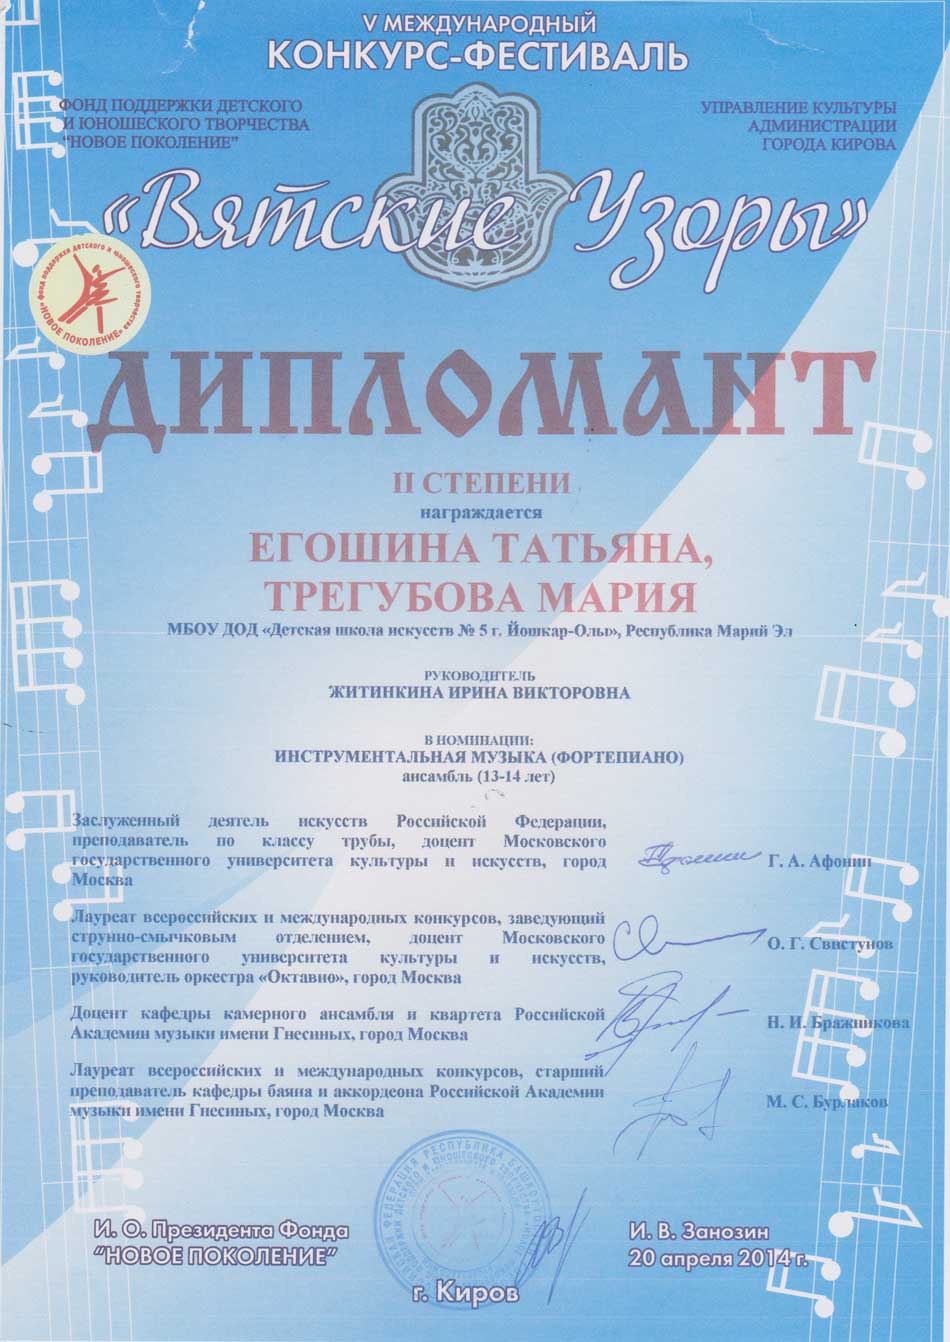 V МЕЖДУНАРОДНЫЙ
КОНКУРС-ФЕСТИВАЛЬ
ФОНД ПОДДЕРЖКИ ДЕТСКОГО
И ЮНОШЕСКОГО ТВОРЧЕСТВА
"НОВОЕ ПОКОЛЕНИЕ"
УПРАВЛЕНИЕ КУЛЬТУРЫ
АДМИНИСТРАЦИИ
ГОРОДА КИРОВА
«Вятские Узоры»
фонд поддержки детского и юношеского творчества
«НОВОЕ ПОКОЛЕНИЕ»
ДИПЛОМАНТ
II СТЕПЕНИ
награждается
ЕГОШИНА ТАТЬЯНА,
ТРЕГУБОВА МАРИЯ
МБОУ ДОД «Детская школа искусств № 5 г. Йошкар-Олы», Республика Марий Эл
РУКОВОДИТЕЛЬ
ЖИТИНКИНА ИРИНА ВИКТОРОВНА
В НОМИНАЦИИ:
ИНСТРУМЕНТАЛЬНАЯ МУЗЫКА (ФОРТЕПИАНО)
ансамбль (13-14 лет)
Заслуженный деятель искусств Российской Федерации,
преподаватель по классу трубы, доцент Московского
государственного университета культуры и искусств, город
Москва
Г. А. Афонин
Лауреат всероссийских и международных конкурсов, заведующий
струнно-смычковым отделением, доцент Московского
государственного университета культуры и искусств,
руководитель оркестра «Октавио», город Москва
О. Г. Свистунов
Доцент кафедры камерного ансамбля и квартета Российской
Академии музыки имени Гнесиных, город Москва
Н. И. Бражникова
Лауреат всероссийских и международных конкурсов, старший
преподаватель кафедры баяна и аккордеона Российской Академии
музыки имени Гнесиных, город Москва
М. С. Бурлаков
И. О. Президента Фонда
"НОВОЕ ПОКОЛЕНИЕ"
И. В. Занозин
20 апреля 2014 г.
г. Киров